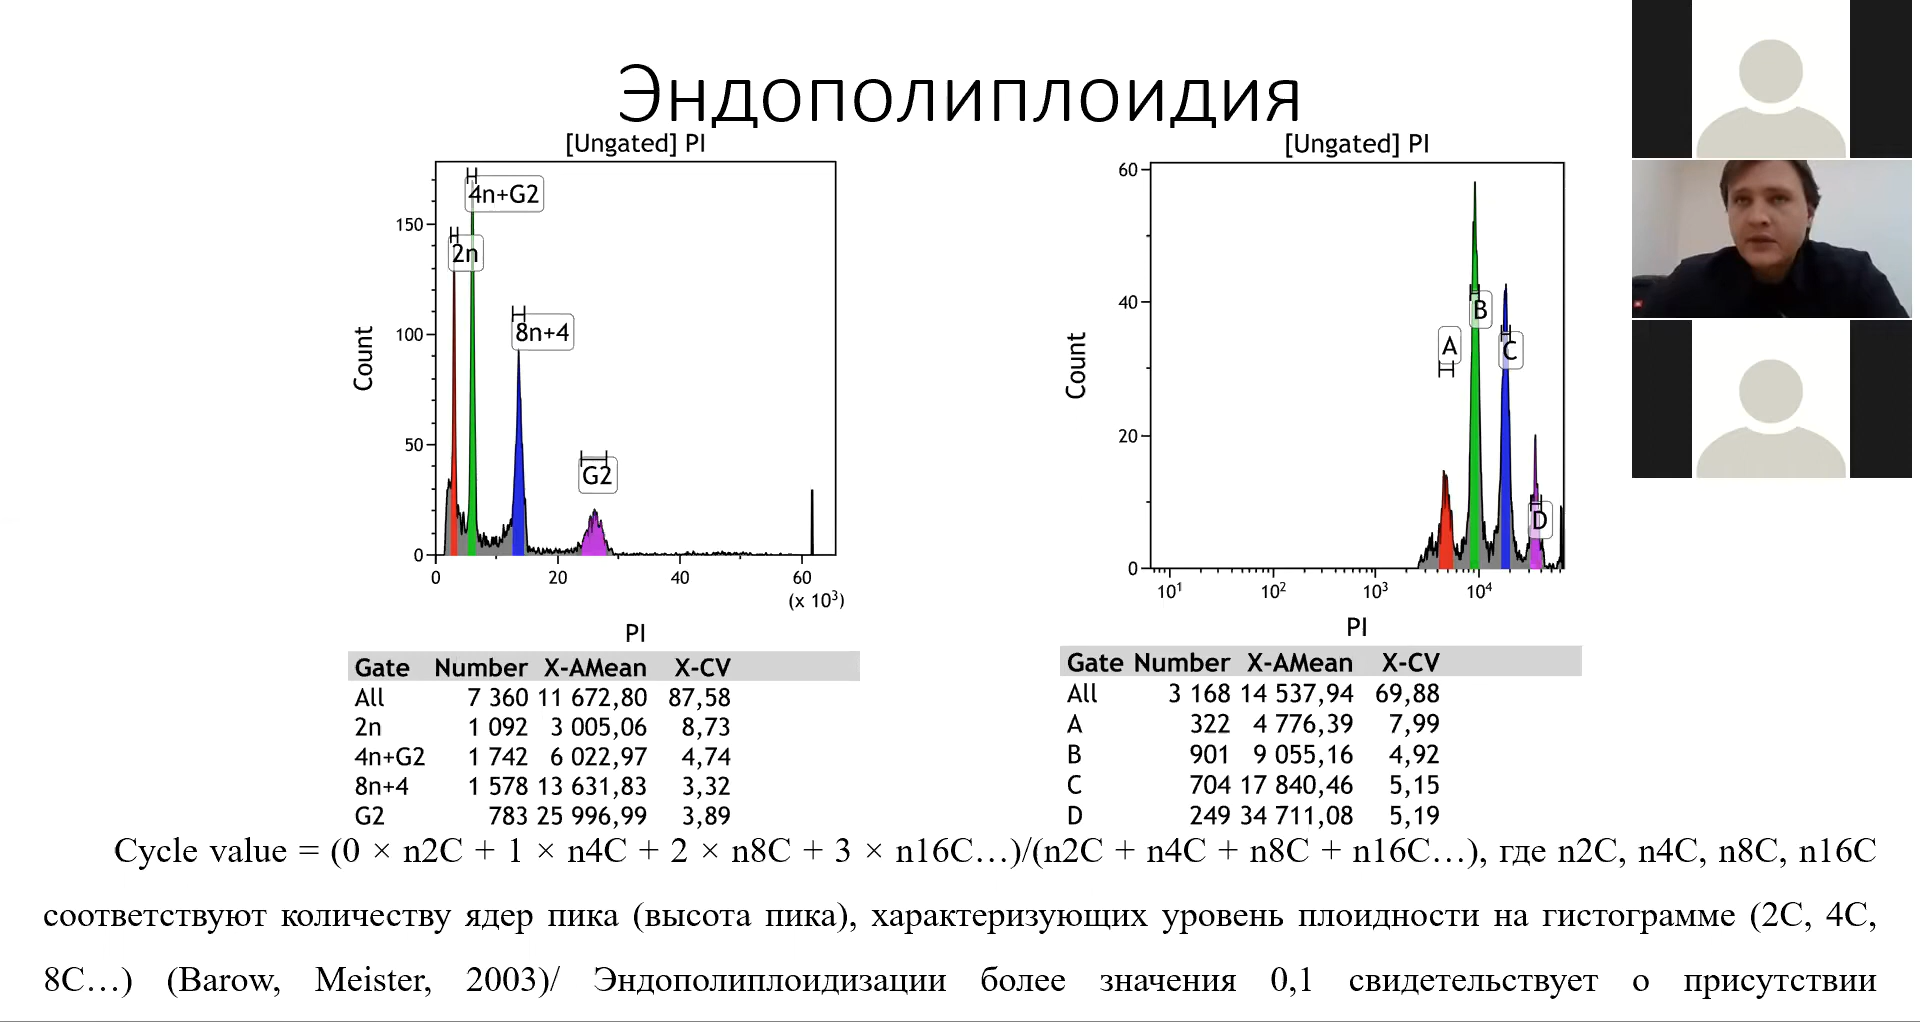 Эндополиплоидия
[Ungated] PI
4n+G2
2n
8n+4
G2
150
100
50
0
Count
0 20 40 60
(x 10³)
PI
Gate Number X-AMean X-CV
All 7 360 11 672,80 87,58
2n 1 092 3 005,06 8,73
4n+G2 1 742 6 022,97 4,74
8n+4 1 578 13 631,83 3,32
G2 783 25 996,99 3,89
[Ungated] PI
60
40
20
0
Count
A
B
C
D
10¹ 10² 10³ 10⁴
PI
Gate Number X-AMean X-CV
All 3 168 14 537,94 69,88
A 322 4 776,39 7,99
B 901 9 055,16 4,92
C 704 17 840,46 5,15
D 249 34 711,08 5,19
Cycle value = (0 × n2C + 1 × n4C + 2 × n8C + 3 × n16C…)/(n2C + n4C + n8C + n16C…), где n2C, n4C, n8C, n16C
соответствуют количеству ядер пика (высота пика), характеризующих уровень плоидности на гистограмме (2С, 4С,
8С…) (Barow, Meister, 2003)/ Эндополиплоидизации более значения 0,1 свидетельствует о присутствии